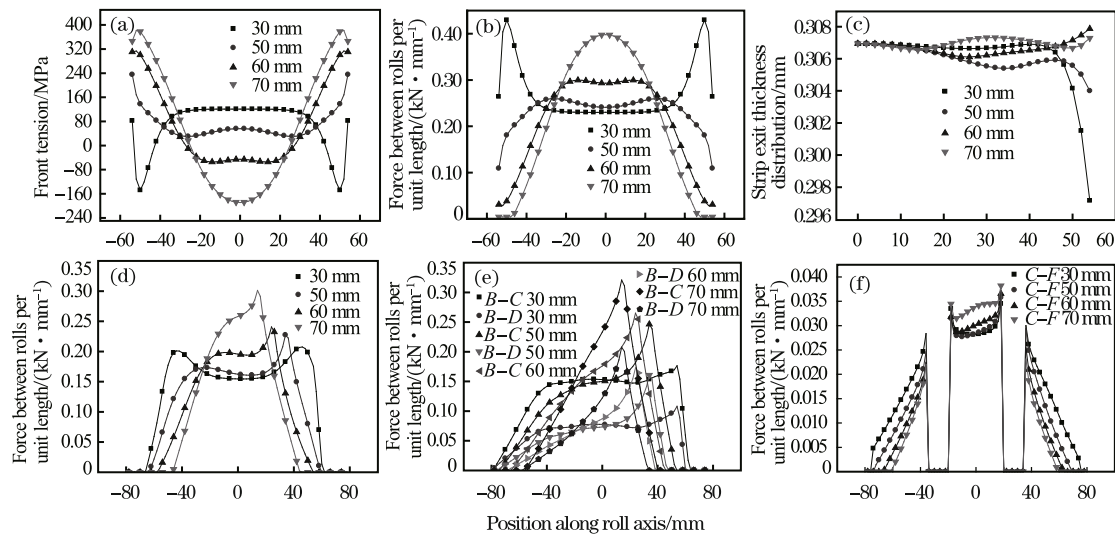 (a)
Front tension/MPa
400
320
240
160
80
0
−80
−160
−240
30 mm
50 mm
60 mm
70 mm
−60 −40 −20 0 20 40 60
(b)
Force between rolls per
unit length/(kN • mm⁻¹)
0.40
0.30
0.20
0.10
0
30 mm
50 mm
60 mm
70 mm
−60 −40 −20 0 20 40 60
(c)
Strip exit thickness
distribution/mm
0.308
0.306
0.304
0.302
0.300
0.298
0.296
30 mm
50 mm
60 mm
70 mm
0 10 20 30 40 50 60
(d)
Force between rolls per
unit length/(kN • mm⁻¹)
0.35
0.30
0.25
0.20
0.15
0.10
0.05
0
30 mm
50 mm
60 mm
70 mm
−80 −40 0 40 80
(e)
Force between rolls per
unit length/(kN • mm⁻¹)
0.35
0.30
0.25
0.20
0.15
0.10
0.05
0
B−C 30 mm
B−D 30 mm
B−C 50 mm
B−D 50 mm
B−C 60 mm
B−D 60 mm
B−C 70 mm
B−D 70 mm
−80 −40 0 40 80
(f)
Force between rolls per
unit length/(kN • mm⁻¹)
0.040
0.035
0.030
0.025
0.020
0.015
0.010
0.005
0
C−F 30 mm
C−F 50 mm
C−F 60 mm
C−F 70 mm
−80 −40 0 40 80
Position along roll axis/mm